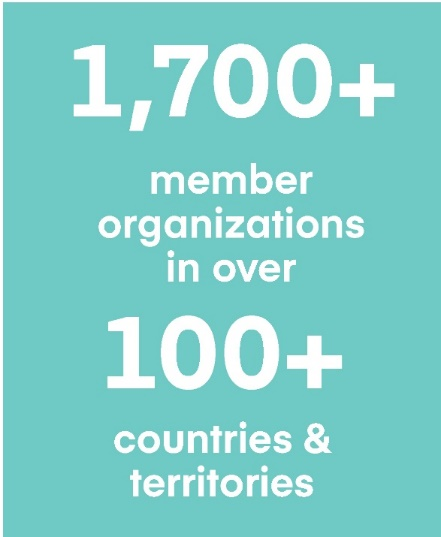 1,700+
member
organizations
in over
100+
countries &
territories